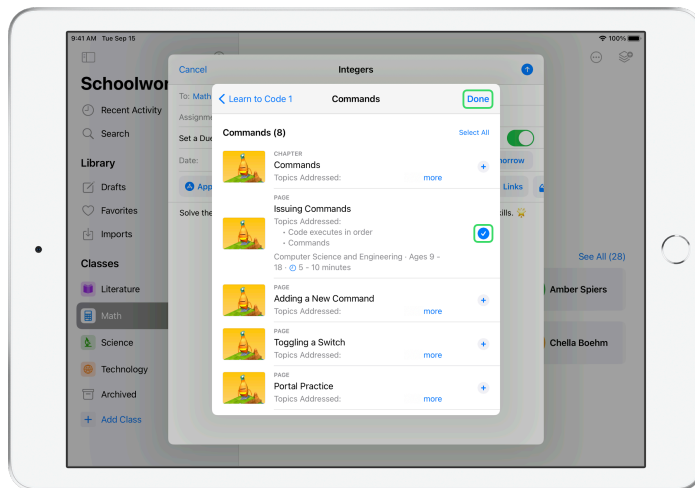 9:41 AM Tue Sep 15
100%
Schoolwor
Recent Activity
Search
Library
Drafts
Favorites
Imports
Classes
Literature
Math
Science
Technology
Archived
Add Class
Cancel
Integers
To: Math
Assignme
Set a Due
Date:
orrow
App
Links
Solve the
kills.
Learn to Code 1
Commands
Done
Commands (8)
Select All
CHAPTER
Commands
Topics Addressed:
more
PAGE
Issuing Commands
Topics Addressed:
• Code executes in order
• Commands
Computer Science and Engineering · Ages 9 –
18 · 5 – 10 minutes
PAGE
Adding a New Command
Topics Addressed:
more
PAGE
Toggling a Switch
Topics Addressed:
more
PAGE
Portal Practice
Topics Addressed:
more
See All (28)
Amber Spiers
Chella Boehm